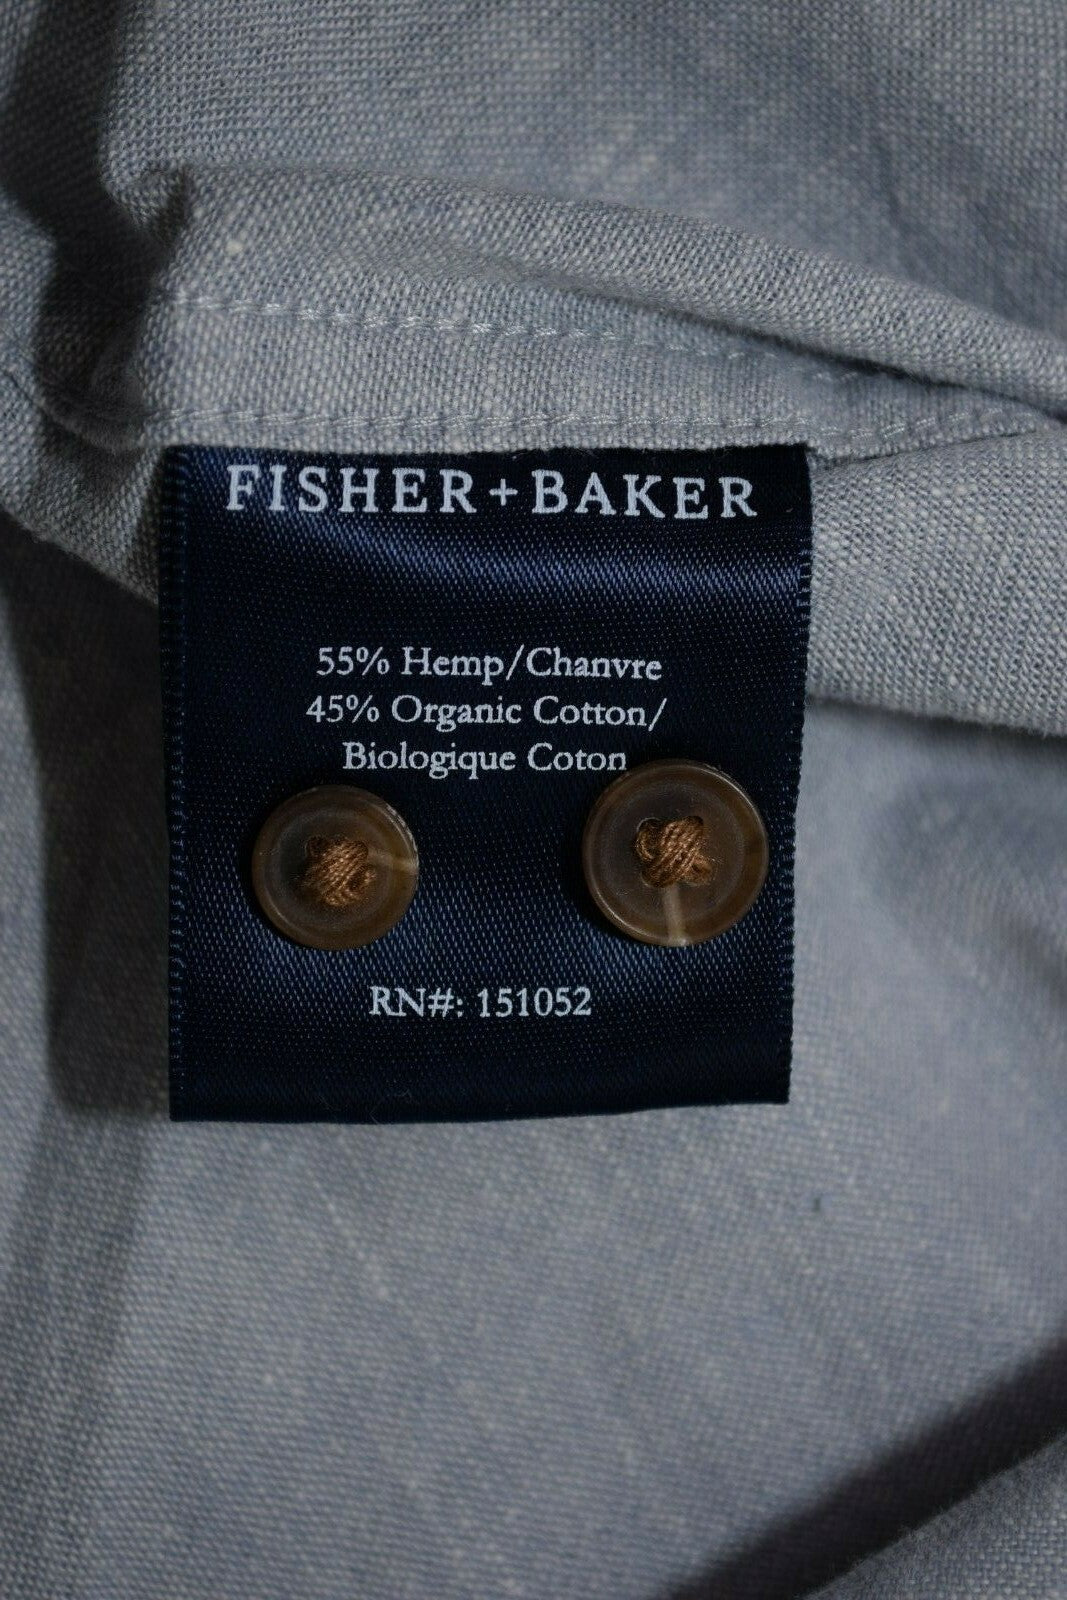 FISHER + BAKER
55% Hemp/Chanvre
45% Organic Cotton/
Biologique Coton
RN#: 151052